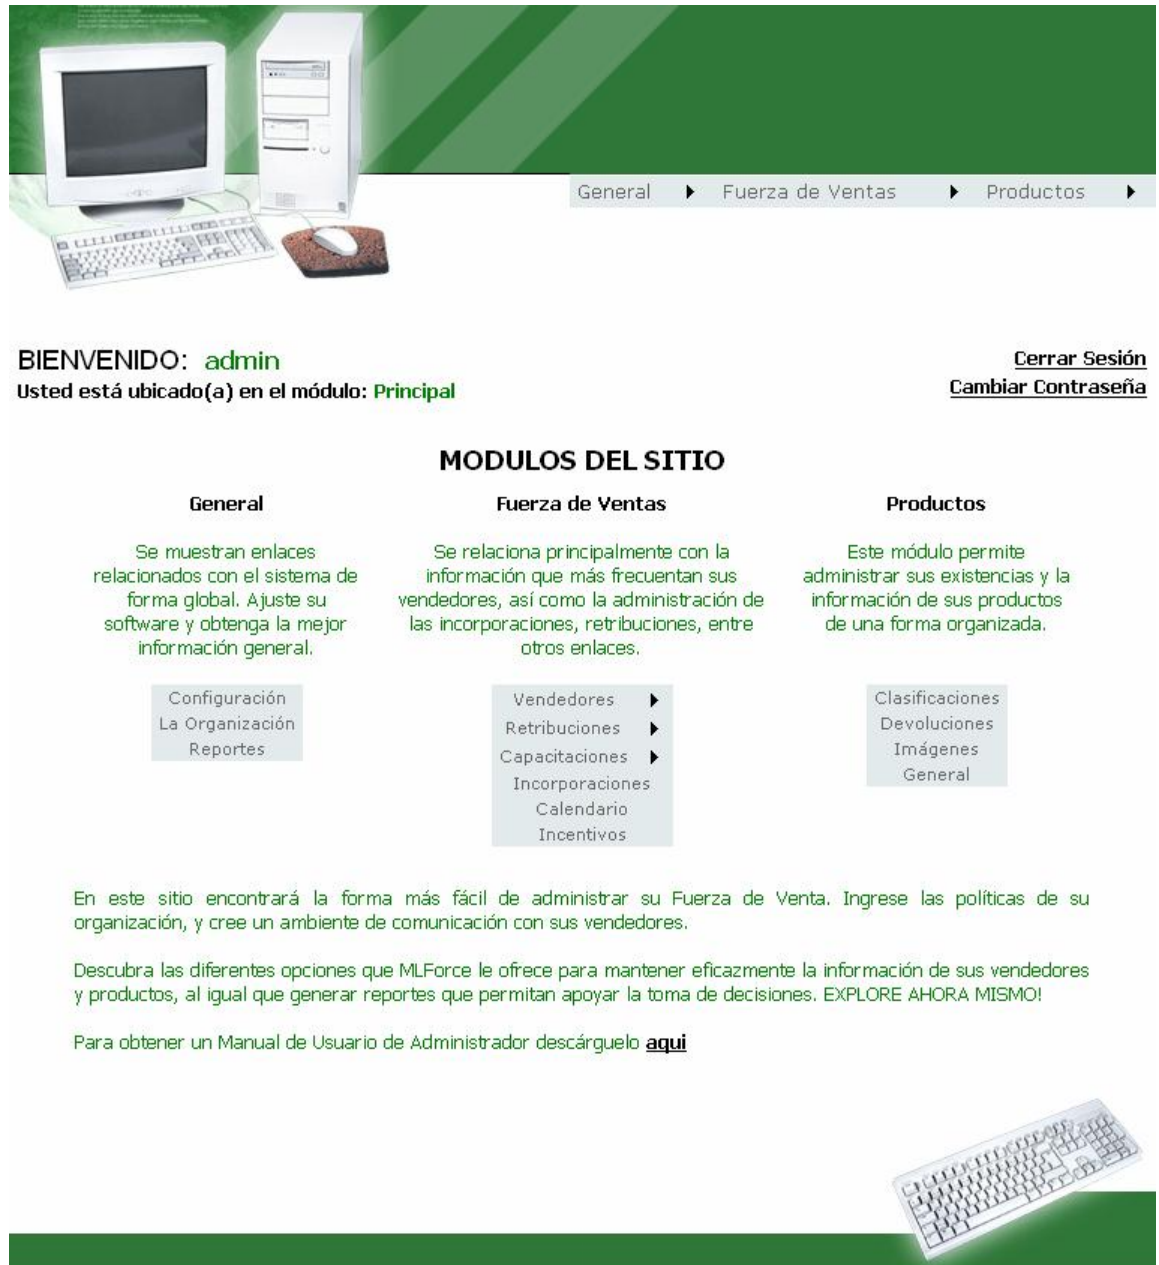 General Fuerza de Ventas Productos
BIENVENIDO: admin
Cerrar Sesión
Usted está ubicado(a) en el módulo: Principal
Cambiar Contraseña
MODULOS DEL SITIO
General
Se muestran enlaces
relacionados con el sistema de
forma global. Ajuste su
software y obtenga la mejor
información general.
Configuración
La Organización
Reportes
Fuerza de Ventas
Se relaciona principalmente con la
información que más frecuentan sus
vendedores, así como la administración de
las incorporaciones, retribuciones, entre
otros enlaces.
Vendedores
Retribuciones
Capacitaciones
Incorporaciones
Calendario
Incentivos
Productos
Este módulo permite
administrar sus existencias y la
información de sus productos
de una forma organizada.
Clasificaciones
Devoluciones
Imágenes
General
En este sitio encontrará la forma más fácil de administrar su Fuerza de Venta. Ingrese las políticas de su
organización, y cree un ambiente de comunicación con sus vendedores.
Descubra las diferentes opciones que MLForce le ofrece para mantener eficazmente la información de sus vendedores
y productos, al igual que generar reportes que permitan apoyar la toma de decisiones. EXPLORE AHORA MISMO!
Para obtener un Manual de Usuario de Administrador descárguelo aqui